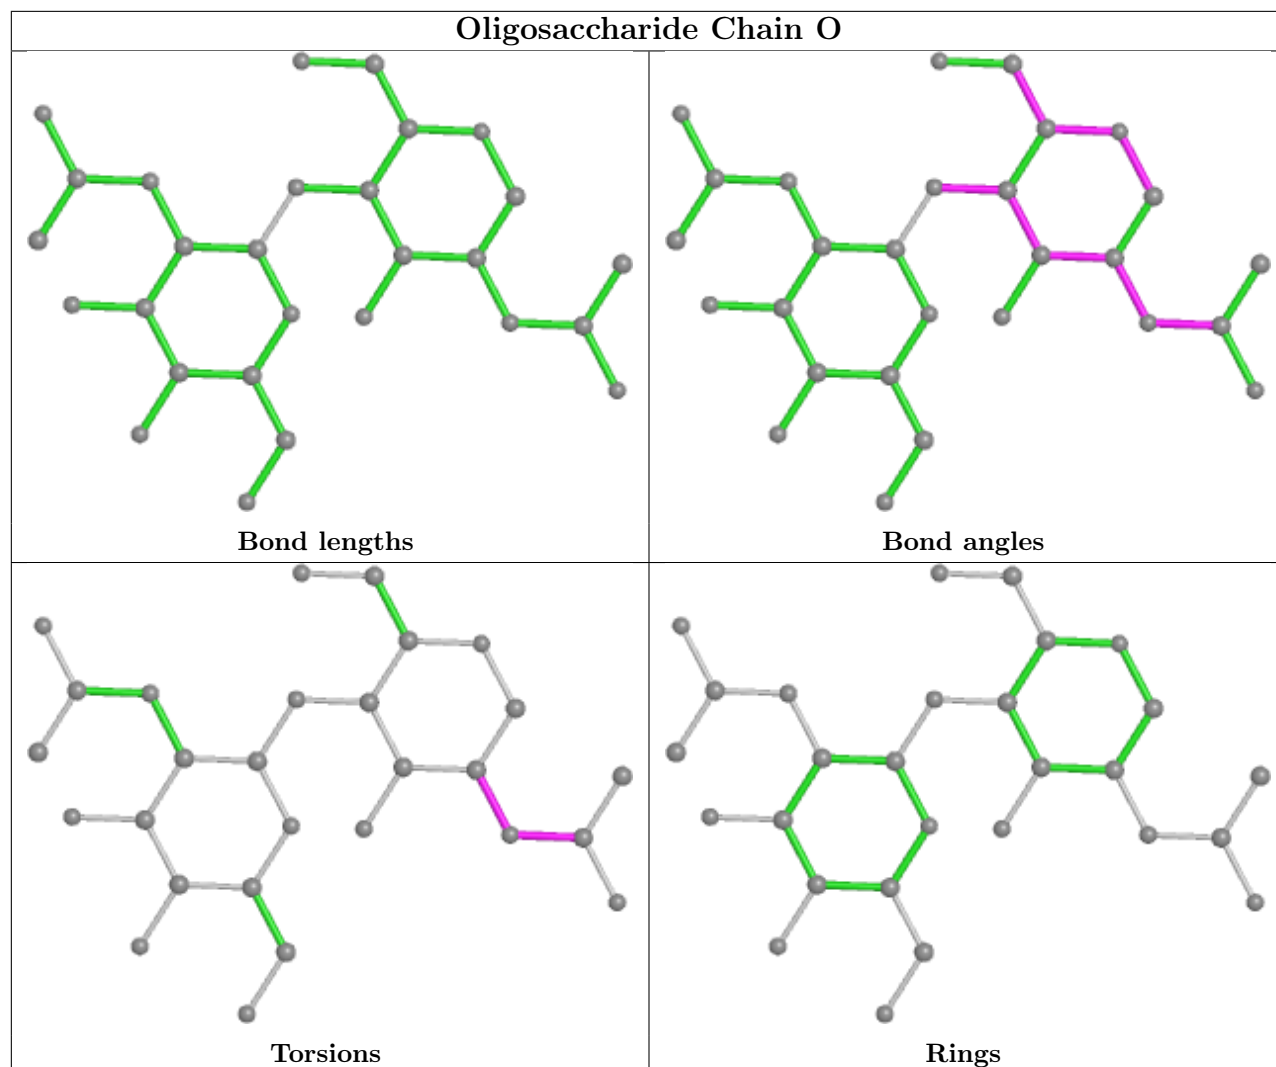 Oligosaccharide Chain O
Bond lengths
Bond angles
Torsions
Rings